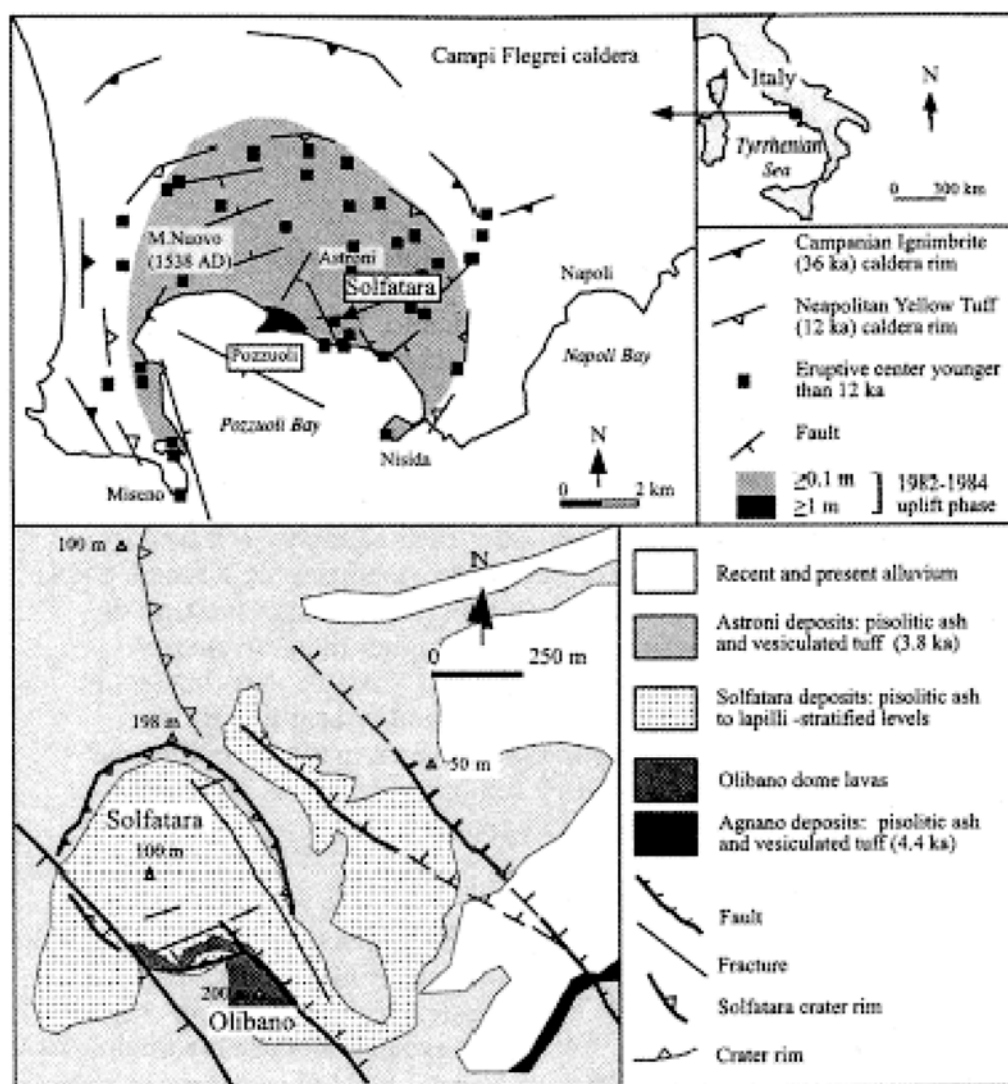 Campi Flegrei caldera
M.Nuovo
(1538 AD)
Astroni
Solfatara
Napoli
Pozzuoli
Napoli Bay
Pozzuoli Bay
Nisida
Miseno
N
0 2 km
Italy
N
Tyrrhenian
Sea
0 300 km
Campanian Ignimbrite
(36 ka) caldera rim
Neapolitan Yellow Tuff
(12 ka) caldera rim
Eruptive center younger
than 12 ka
Fault
≥0.1 m
≥1 m
1982-1984
uplift phase
100 m
N
0 250 m
198 m
50 m
Solfatara
100 m
200 m
Olibano
Recent and present alluvium
Astroni deposits: pisolitic ash
and vesiculated tuff (3.8 ka)
Solfatara deposits: pisolitic ash
to lapilli -stratified levels
Olibano dome lavas
Agnano deposits: pisolitic ash
and vesiculated tuff (4.4 ka)
Fault
Fracture
Solfatara crater rim
Crater rim